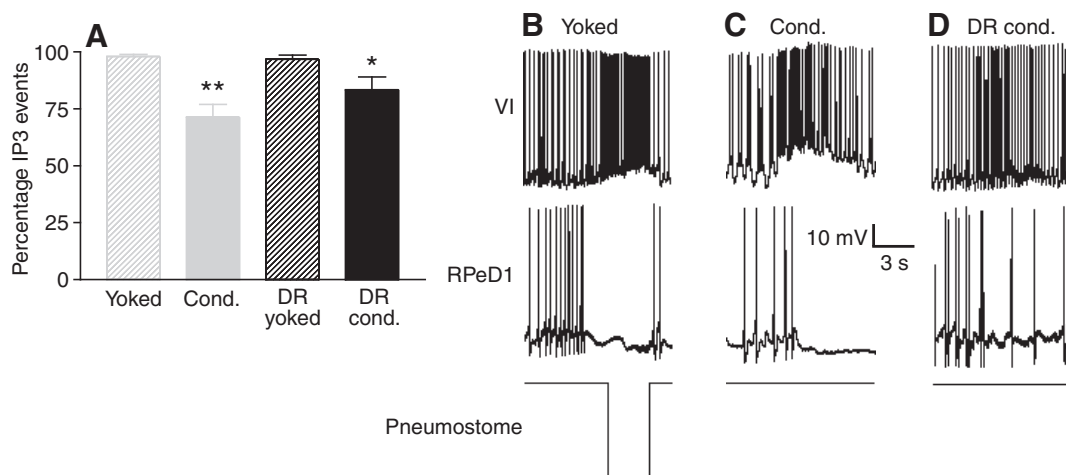 A
Percentage IP3 events
100
75
50
25
0
**
*
Yoked
Cond.
DR
yoked
DR
cond.
B
Yoked
C
Cond.
D
DR cond.
VI
RPeD1
10 mV
3 s
Pneumostome